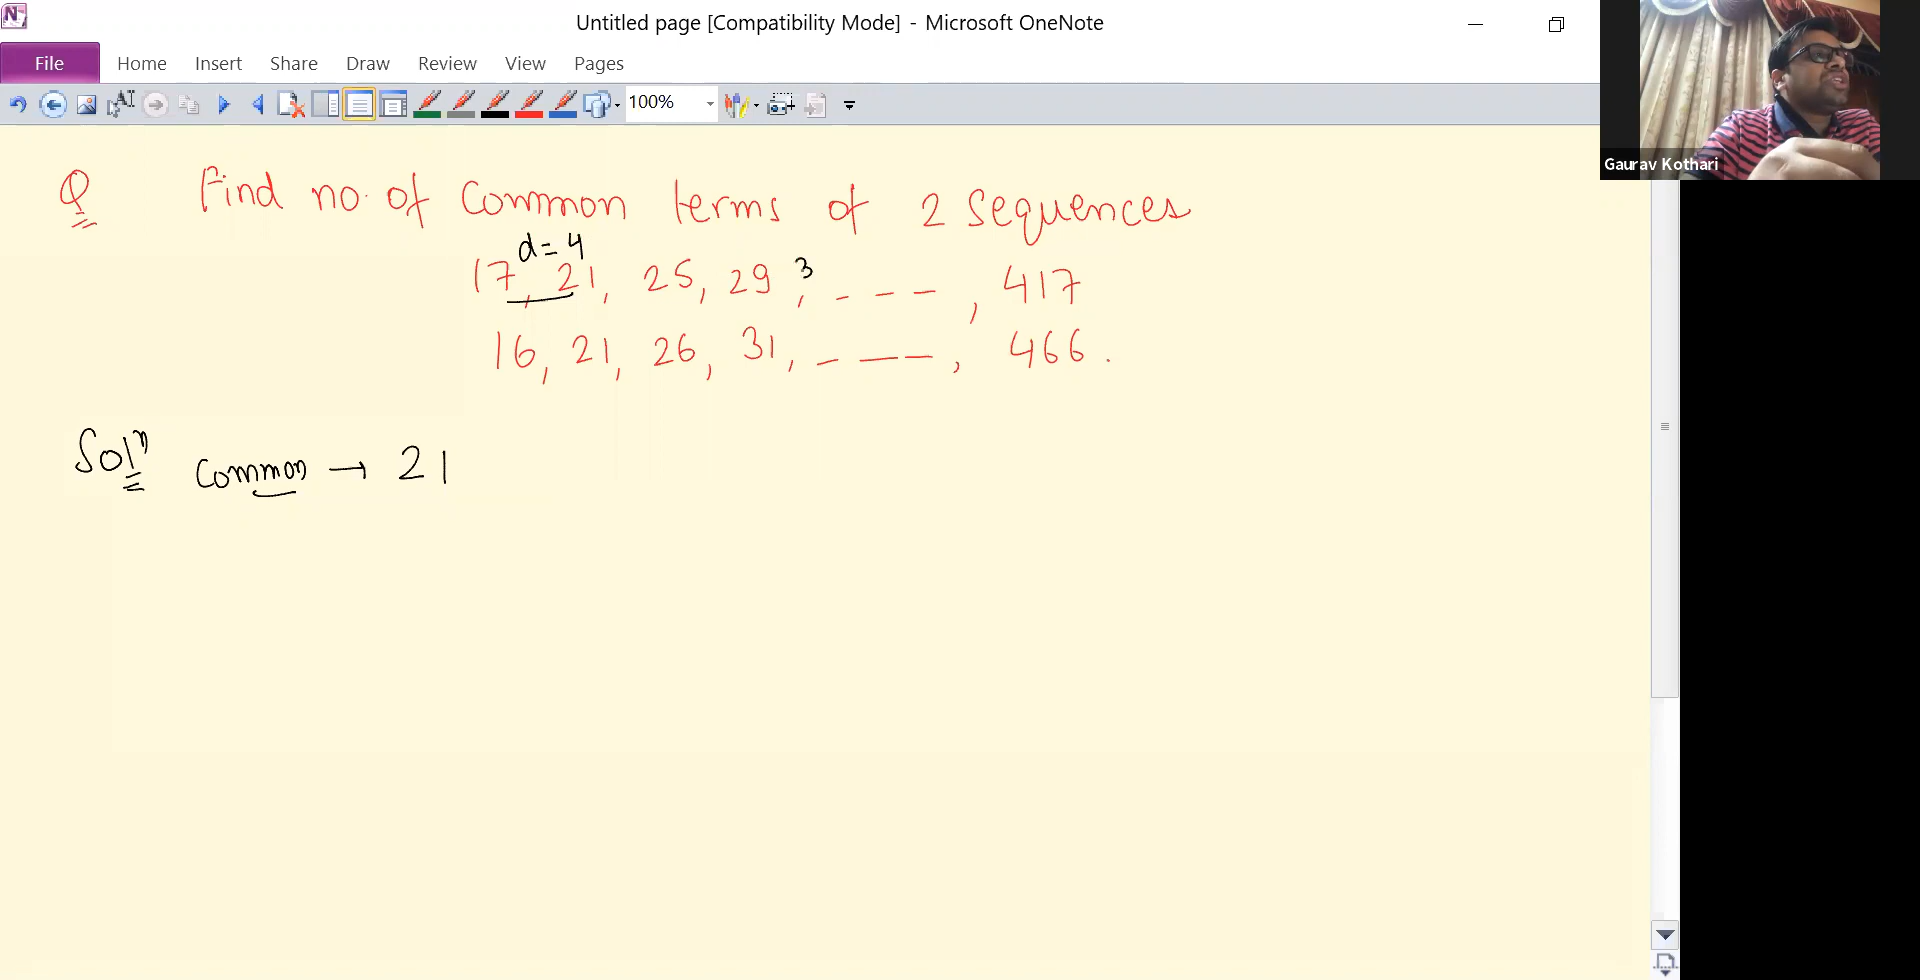 Untitled page [Compatibility Mode] - Microsoft OneNote
File Home Insert Share Draw Review View Pages
100%
Gaurav Kothari
Q Find no. of common terms of 2 sequences
d = 4
17, 21, 25, 29, 3 - - - , 417
16, 21, 26, 31, - - - , 466.
Solⁿ common → 21